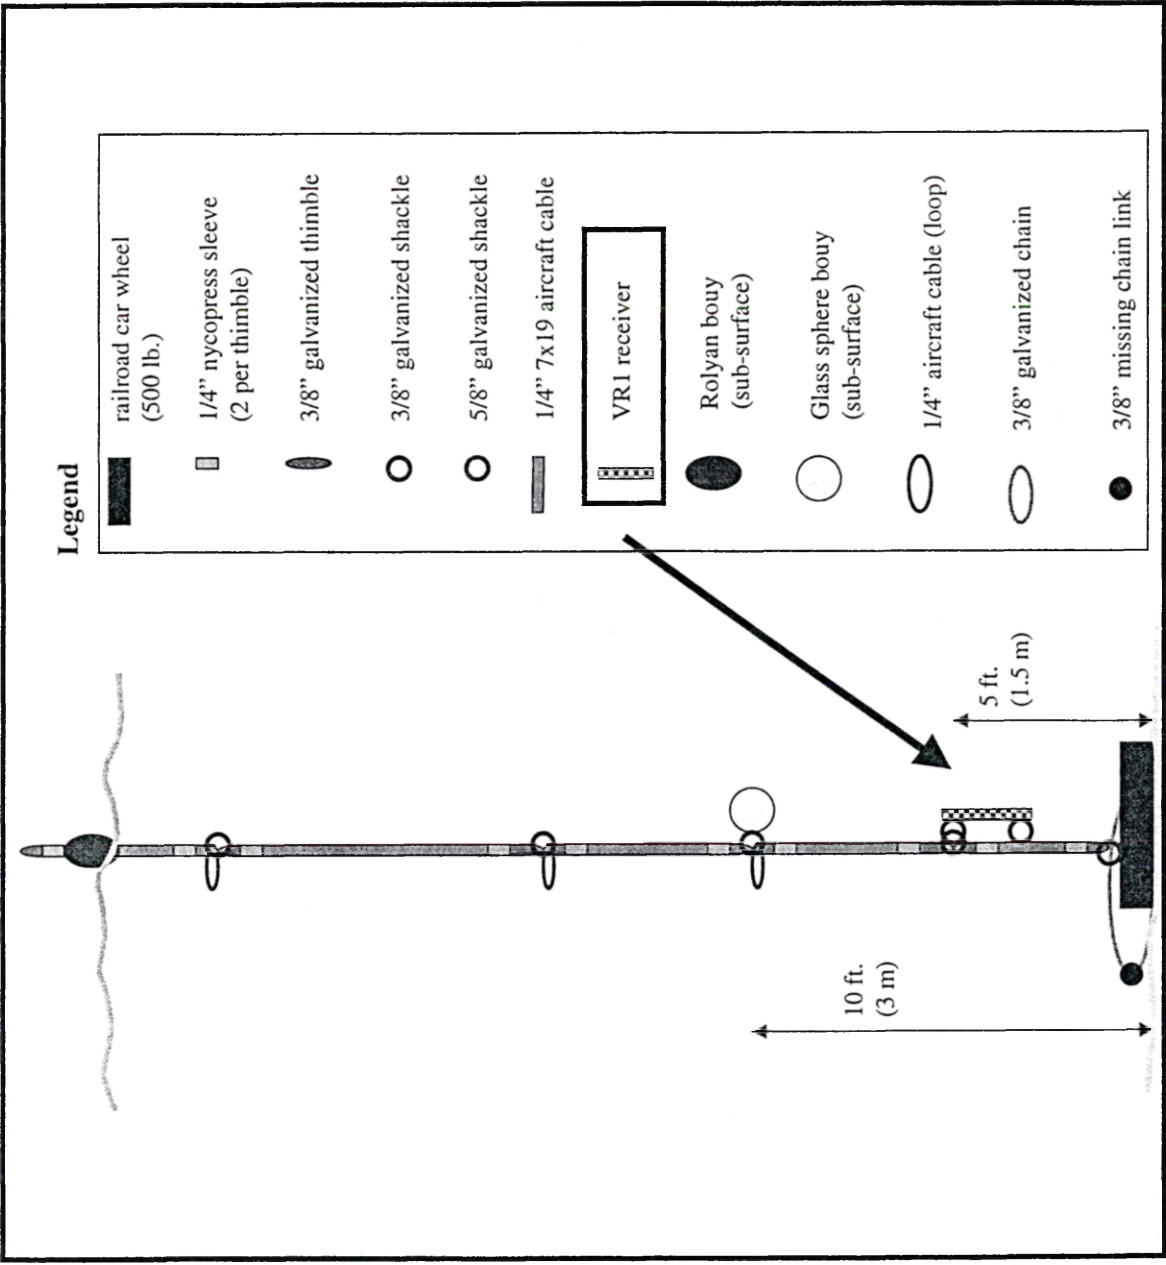 Legend
railroad car wheel
(500 lb.)
1/4” nycopress sleeve
(2 per thimble)
3/8” galvanized thimble
3/8” galvanized shackle
5/8” galvanized shackle
1/4” 7x19 aircraft cable
VR1 receiver
Rolyan bouy
(sub-surface)
Glass sphere bouy
(sub-surface)
1/4” aircraft cable (loop)
3/8” galvanized chain
3/8” missing chain link
5 ft.
(1.5 m)
10 ft.
(3 m)